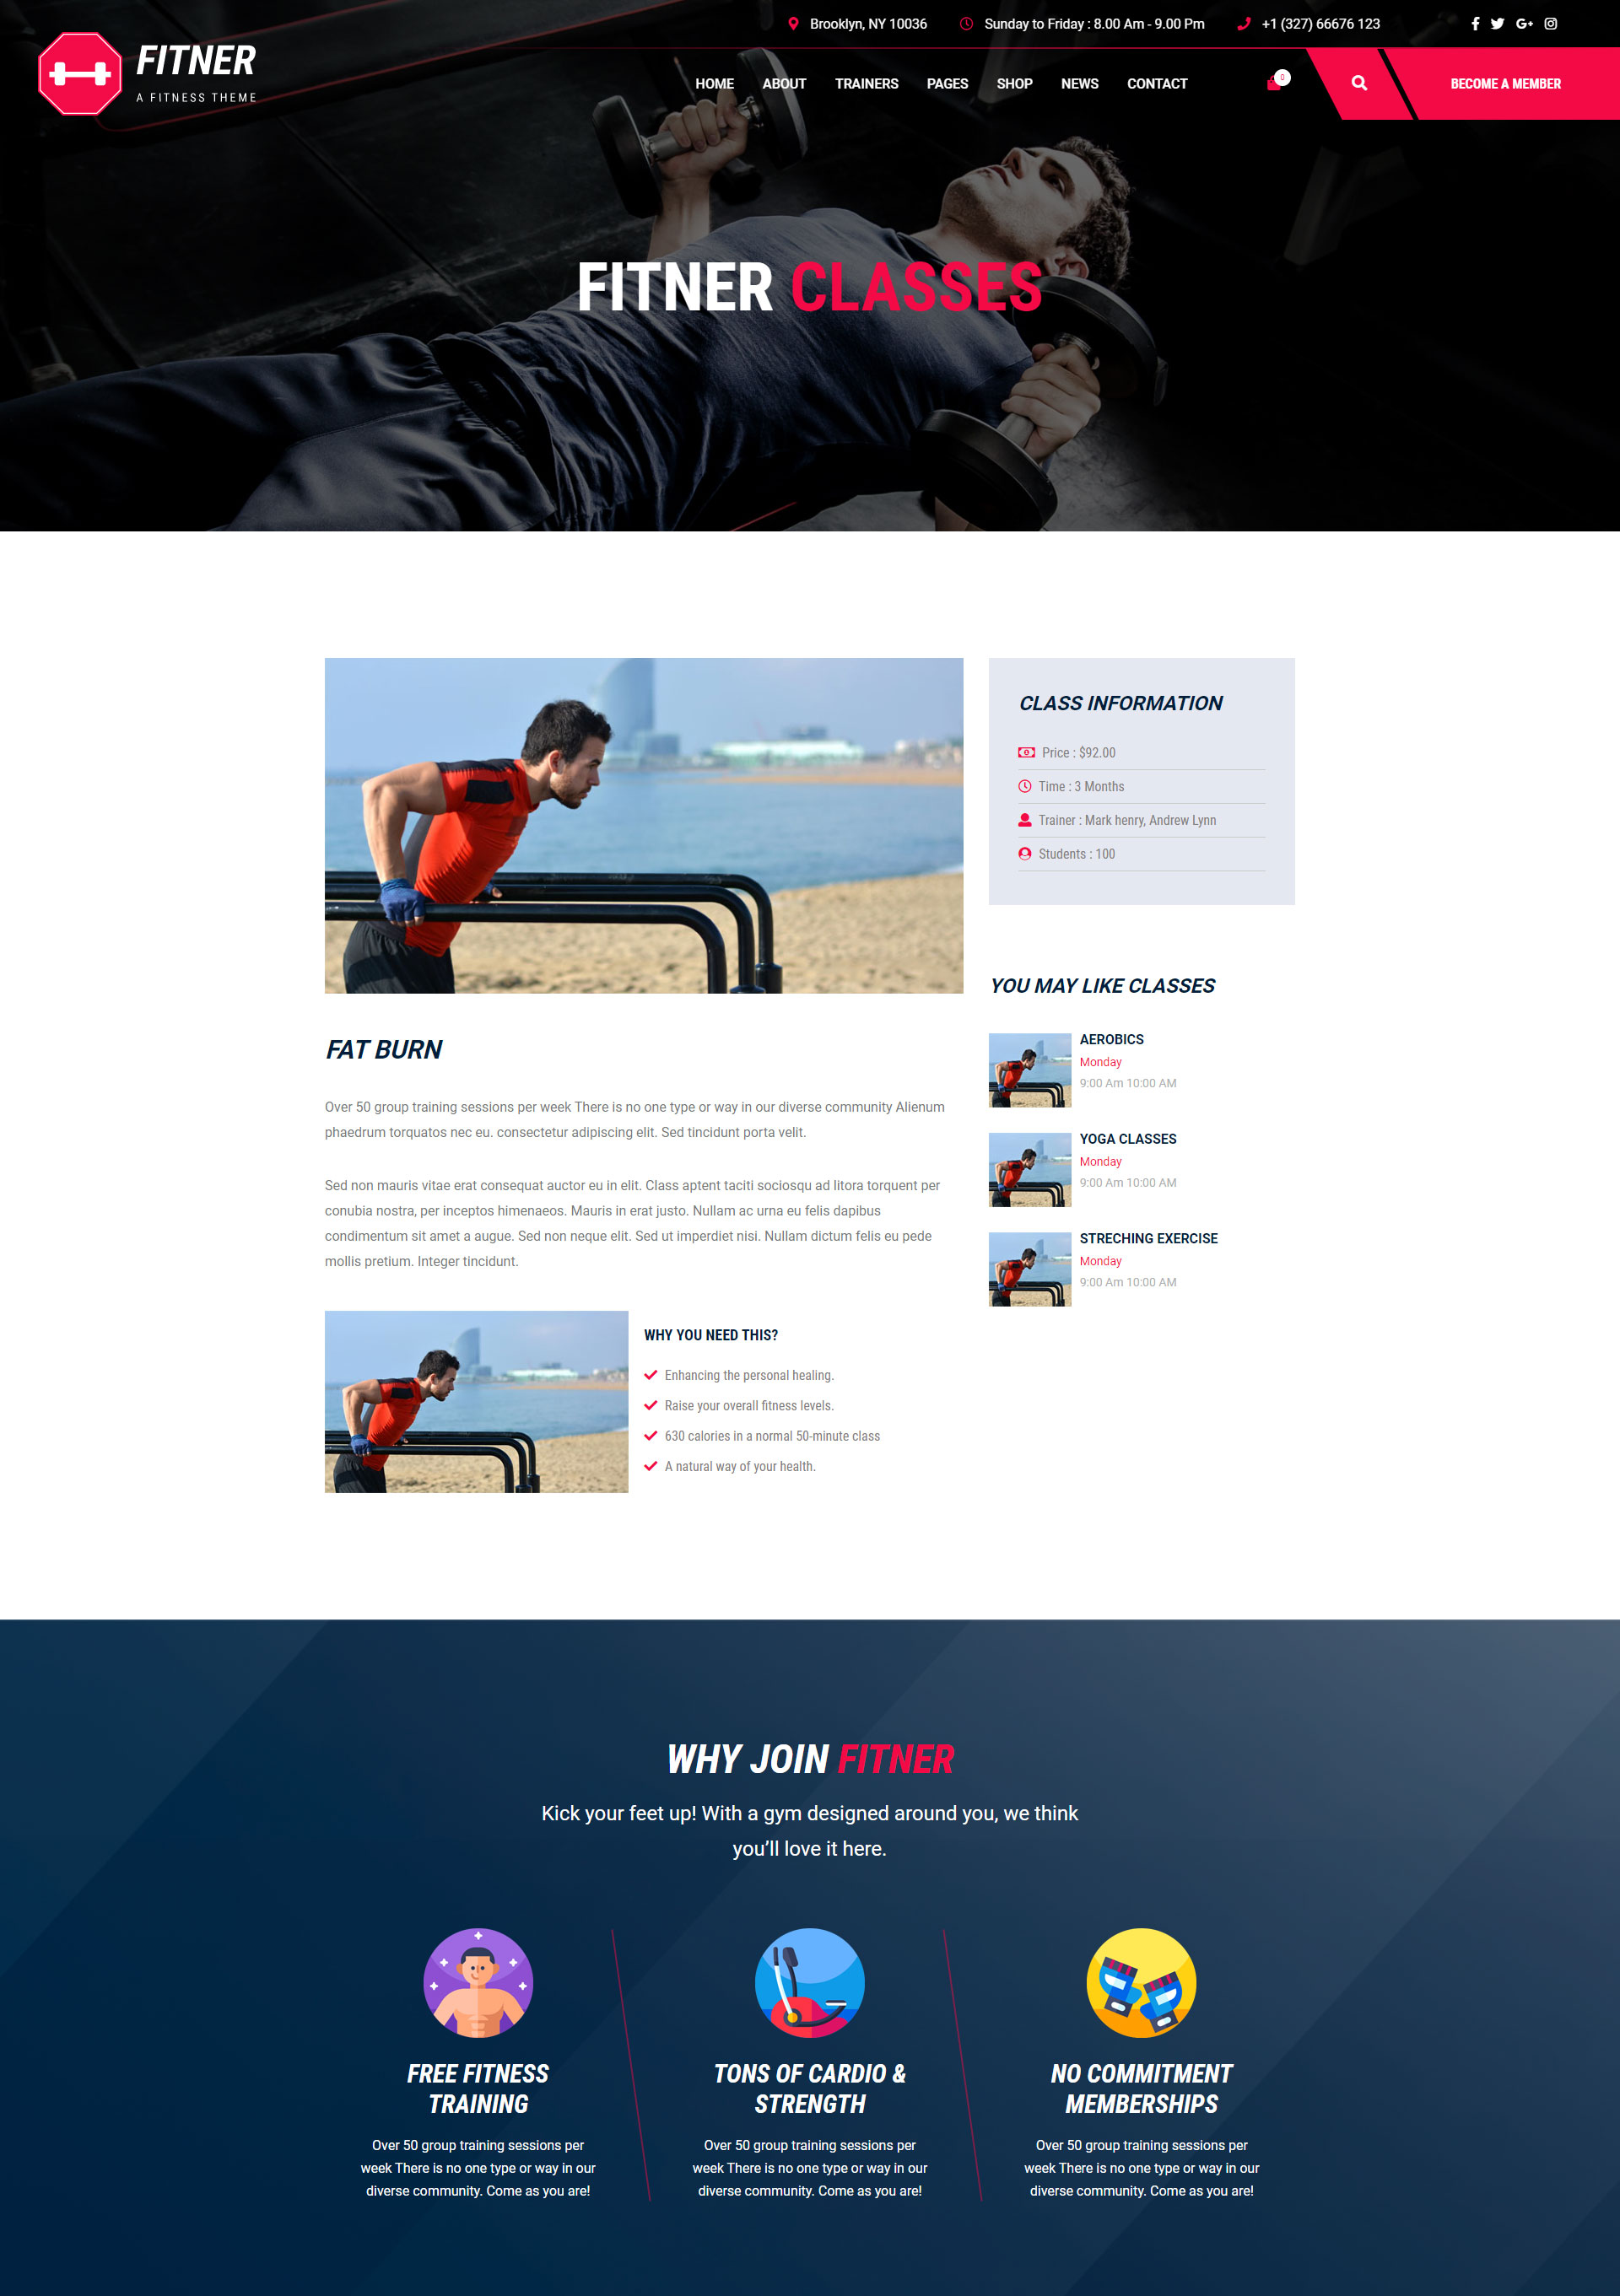 Brooklyn, NY 10036
Sunday to Friday : 8.00 Am - 9.00 Pm
+1 (327) 66676 123
FITNER
A FITNESS THEME
HOME
ABOUT
TRAINERS
PAGES
SHOP
NEWS
CONTACT
0
BECOME A MEMBER
FITNER CLASSES
FAT BURN
Over 50 group training sessions per week There is no one type or way in our diverse community Alienum
phaedrum torquatos nec eu. consectetur adipiscing elit. Sed tincidunt porta velit.
Sed non mauris vitae erat consequat auctor eu in elit. Class aptent taciti sociosqu ad litora torquent per
conubia nostra, per inceptos himenaeos. Mauris in erat justo. Nullam ac urna eu felis dapibus
condimentum sit amet a augue. Sed non neque elit. Sed ut imperdiet nisi. Nullam dictum felis eu pede
mollis pretium. Integer tincidunt.
WHY YOU NEED THIS?
Enhancing the personal healing.
Raise your overall fitness levels.
630 calories in a normal 50-minute class
A natural way of your health.
CLASS INFORMATION
Price : $92.00
Time : 3 Months
Trainer : Mark henry, Andrew Lynn
Students : 100
YOU MAY LIKE CLASSES
AEROBICS
Monday
9:00 Am 10:00 AM
YOGA CLASSES
Monday
9:00 Am 10:00 AM
STRECHING EXERCISE
Monday
9:00 Am 10:00 AM
WHY JOIN FITNER
Kick your feet up! With a gym designed around you, we think
you’ll love it here.
FREE FITNESS
TRAINING
Over 50 group training sessions per
week There is no one type or way in our
diverse community. Come as you are!
TONS OF CARDIO &
STRENGTH
Over 50 group training sessions per
week There is no one type or way in our
diverse community. Come as you are!
NO COMMITMENT
MEMBERSHIPS
Over 50 group training sessions per
week There is no one type or way in our
diverse community. Come as you are!